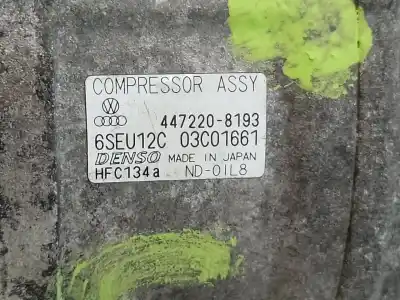 COMPRESSOR ASSY
447220-8193
6SEU12C 03C01661
DENSO MADE IN JAPAN
HFC134a ND-OIL8